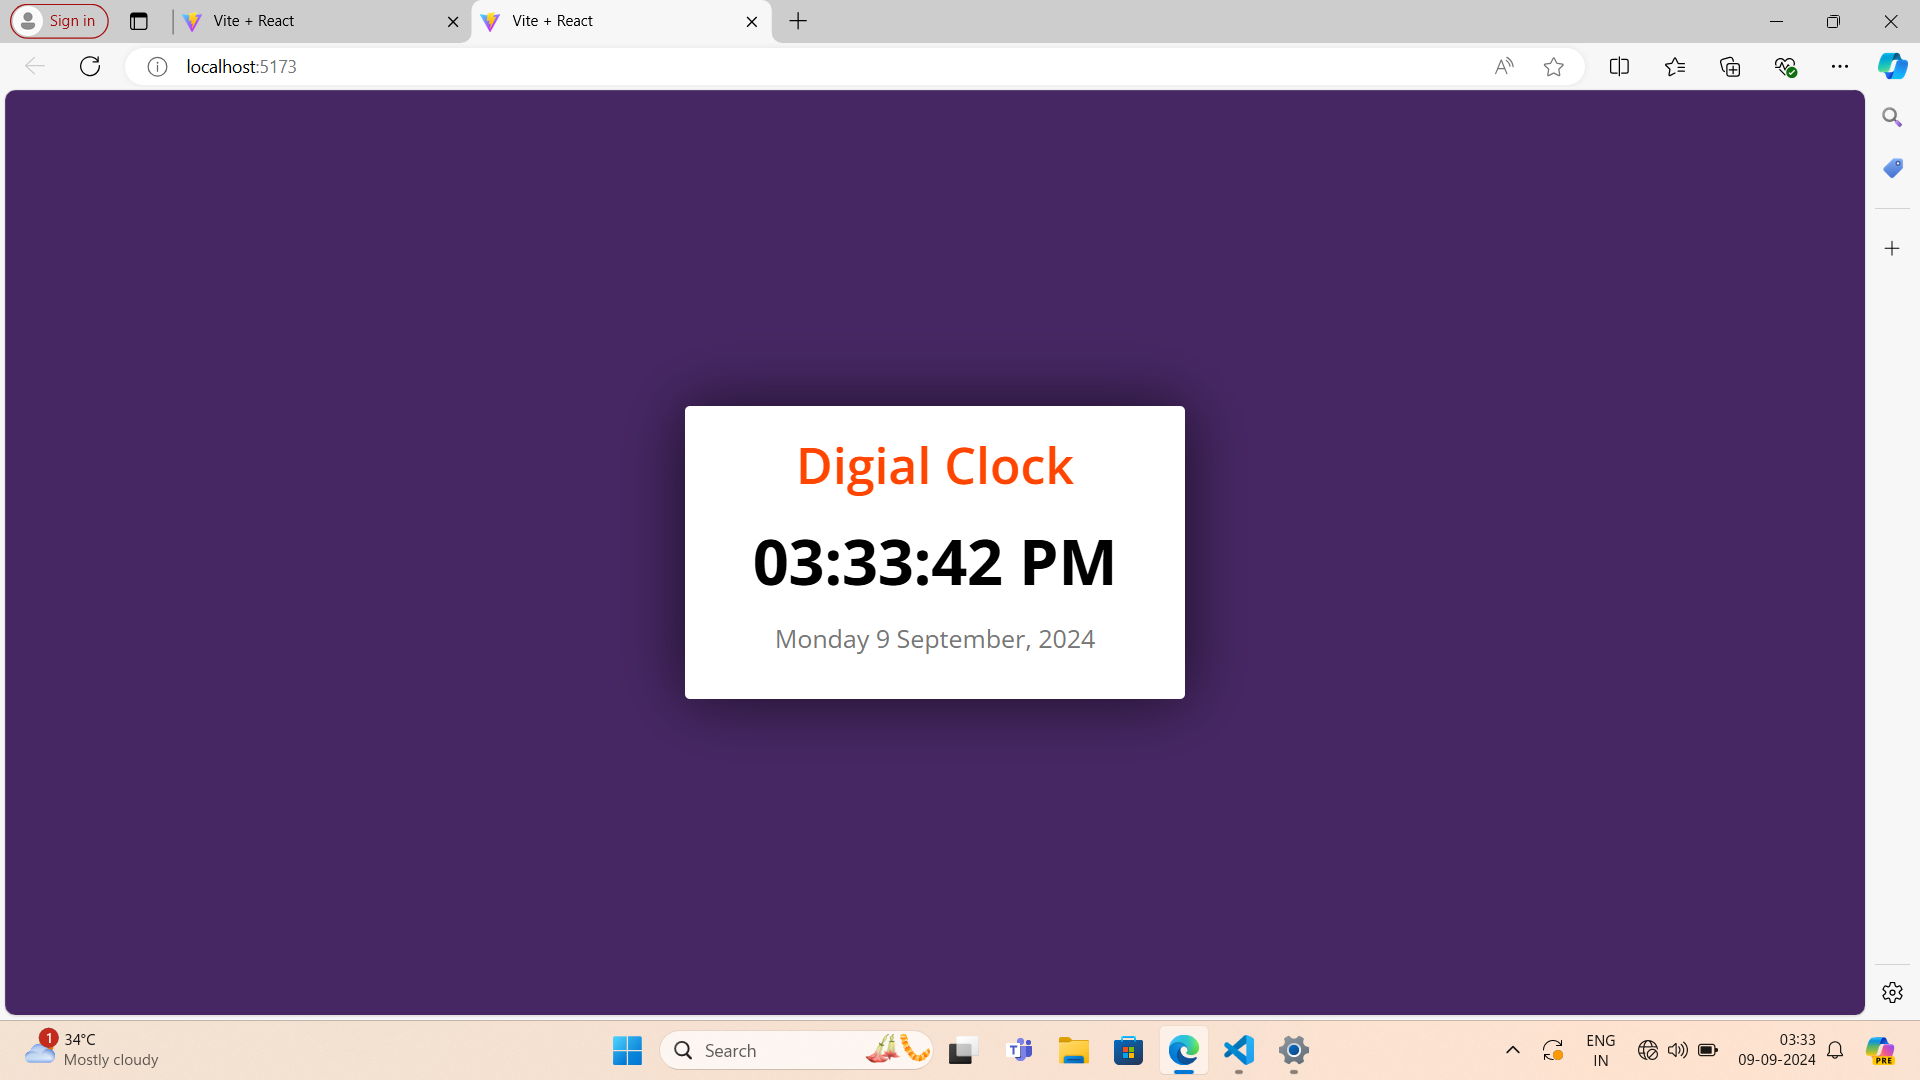 Sign in
Vite + React
Vite + React
localhost:5173
Digial Clock
03:33:42 PM
Monday 9 September, 2024
1
34°C
Mostly cloudy
Search
ENG
IN
03:33
09-09-2024
PRE